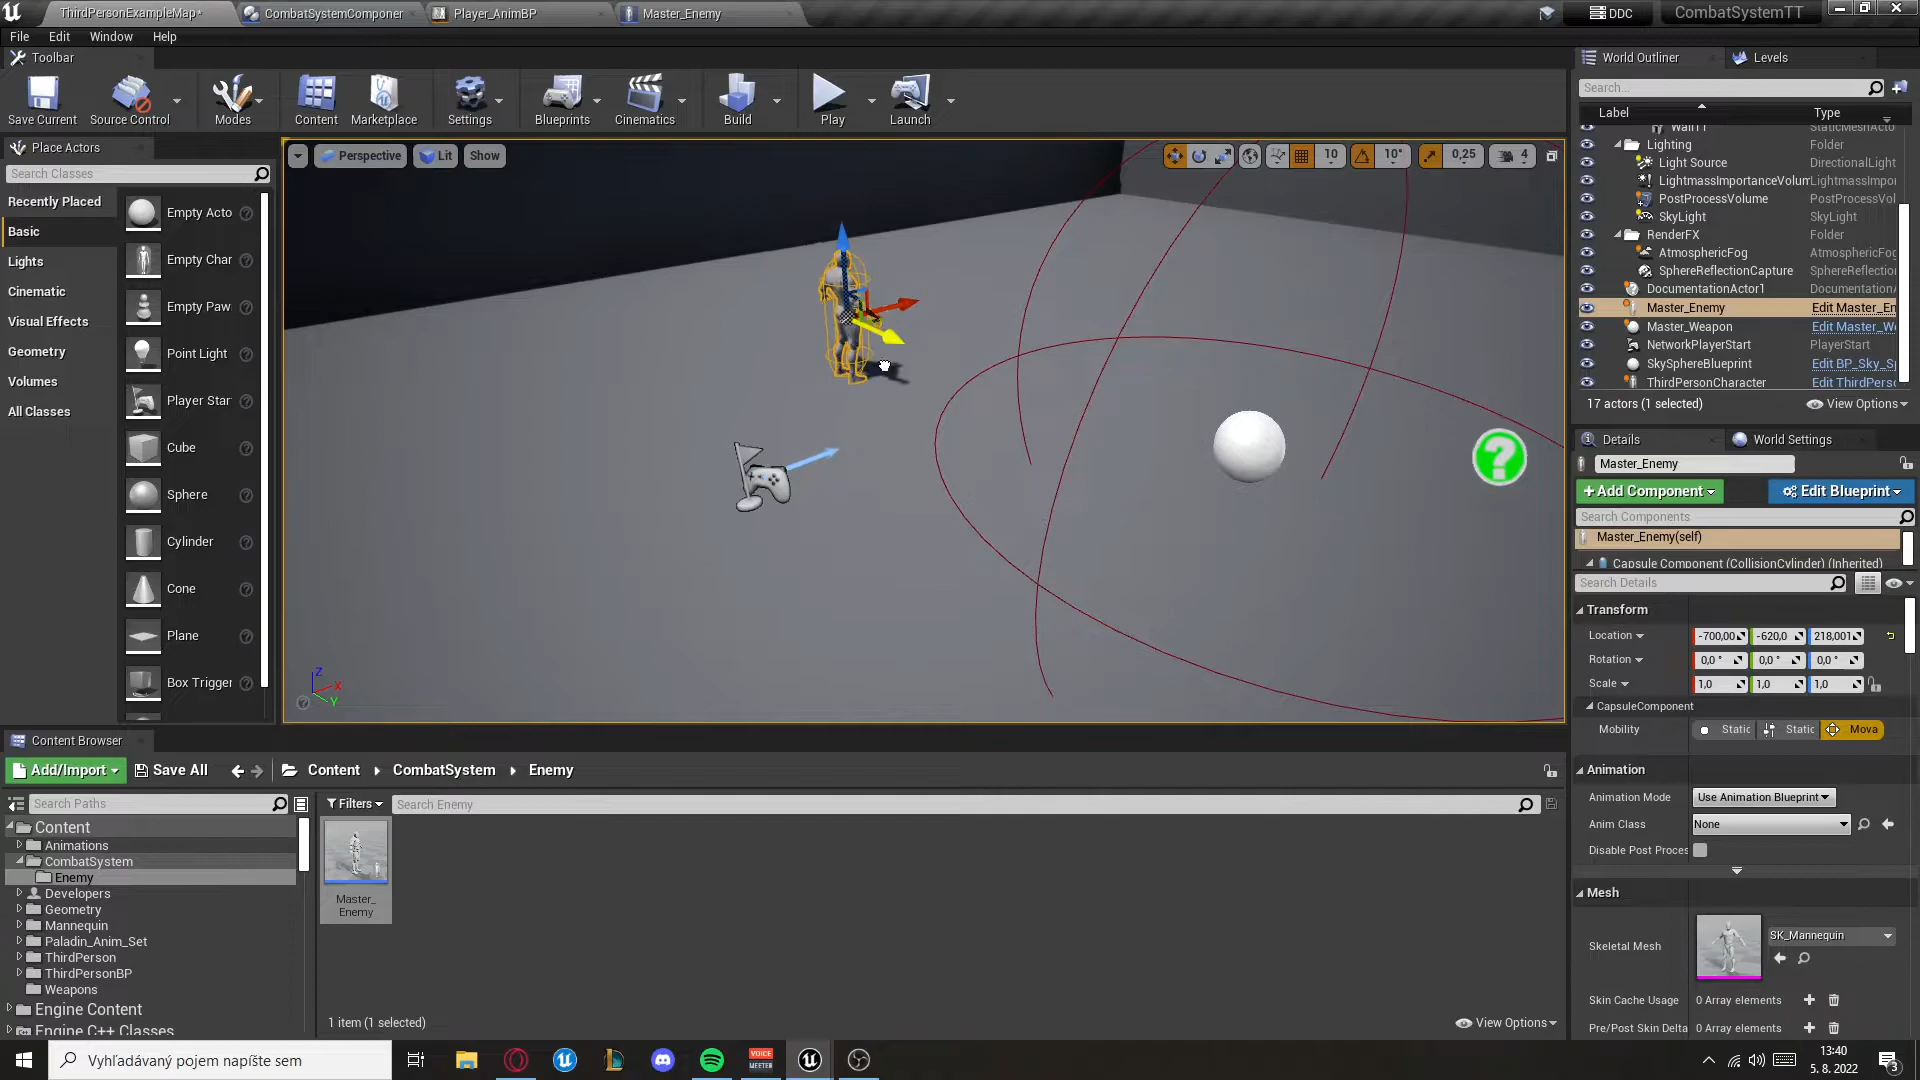 ThirdPersonExampleMap*
CombatSystemComponer
Player_AnimBP
Master_Enemy
DDC
CombatSystemTT
File
Edit
Window
Help
Toolbar
World Outliner
Levels
Save Current
Source Control
Modes
Content
Marketplace
Settings
Blueprints
Cinematics
Build
Play
Launch
Search...
Label
Type
Wall11 StaticMeshActo
Lighting Folder
Light Source DirectionalLight
LightmassImportanceVolum LightmassImpor
PostProcessVolume PostProcessVol
SkyLight SkyLight
RenderFX Folder
AtmosphericFog AtmosphericFog
SphereReflectionCapture SphereReflectio
DocumentationActor1 DocumentationA
Master_Enemy Edit Master_En
Master_Weapon Edit Master_We
NetworkPlayerStart PlayerStart
SkySphereBlueprint Edit BP_Sky_S
ThirdPersonCharacter Edit ThirdPerso
17 actors (1 selected)
View Options
Place Actors
Search Classes
Recently Placed
Basic
Lights
Cinematic
Visual Effects
Geometry
Volumes
All Classes
Empty Acto
Empty Char
Empty Paw
Point Light
Player Star
Cube
Sphere
Cylinder
Cone
Plane
Box Trigger
Perspective
Lit
Show
10
10°
0,25
4
Z
X
Y
Details
World Settings
Master_Enemy
+Add Component
Edit Blueprint
Search Components
Master_Enemy(self)
Capsule Component (CollisionCylinder) (Inherited)
Search Details
Transform
Location -700,00 -620,0 218,001
Rotation 0,0 ° 0,0 ° 0,0 °
Scale 1,0 1,0 1,0
CapsuleComponent
Mobility Static Static Mova
Animation
Animation Mode Use Animation Blueprint
Anim Class None
Disable Post Proces
Mesh
Skeletal Mesh SK_Mannequin
Skin Cache Usage 0 Array elements
Pre/Post Skin Delta 0 Array elements
Content Browser
Add/Import
Save All
Content
CombatSystem
Enemy
Search Paths
Filters
Search Enemy
Content
Animations
CombatSystem
Enemy
Developers
Geometry
Mannequin
Paladin_Anim_Set
ThirdPerson
ThirdPersonBP
Weapons
Engine Content
Engine C++ Classes
Master_
Enemy
1 item (1 selected)
View Options
Vyhľadávaný pojem napíšte sem
VOICE
MEETER
13:40
5. 8. 2022
3